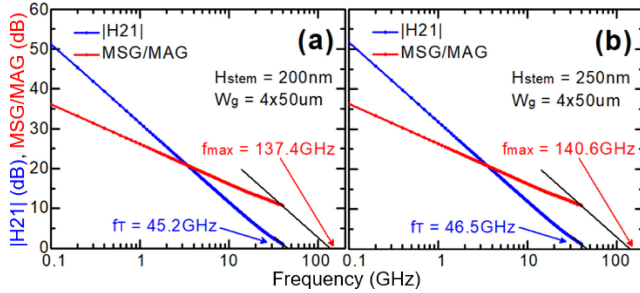 |H21| (dB), MSG/MAG (dB)
60
50
40
30
20
10
0
|H21|
MSG/MAG
(a)
Hstem = 200nm
Wg = 4x50um
fmax = 137.4GHz
fT = 45.2GHz
0.1 1 10 100
|H21|
MSG/MAG
(b)
Hstem = 250nm
Wg = 4x50um
fmax = 140.6GHz
fT = 46.5GHz
0.1 1 10 100
Frequency (GHz)